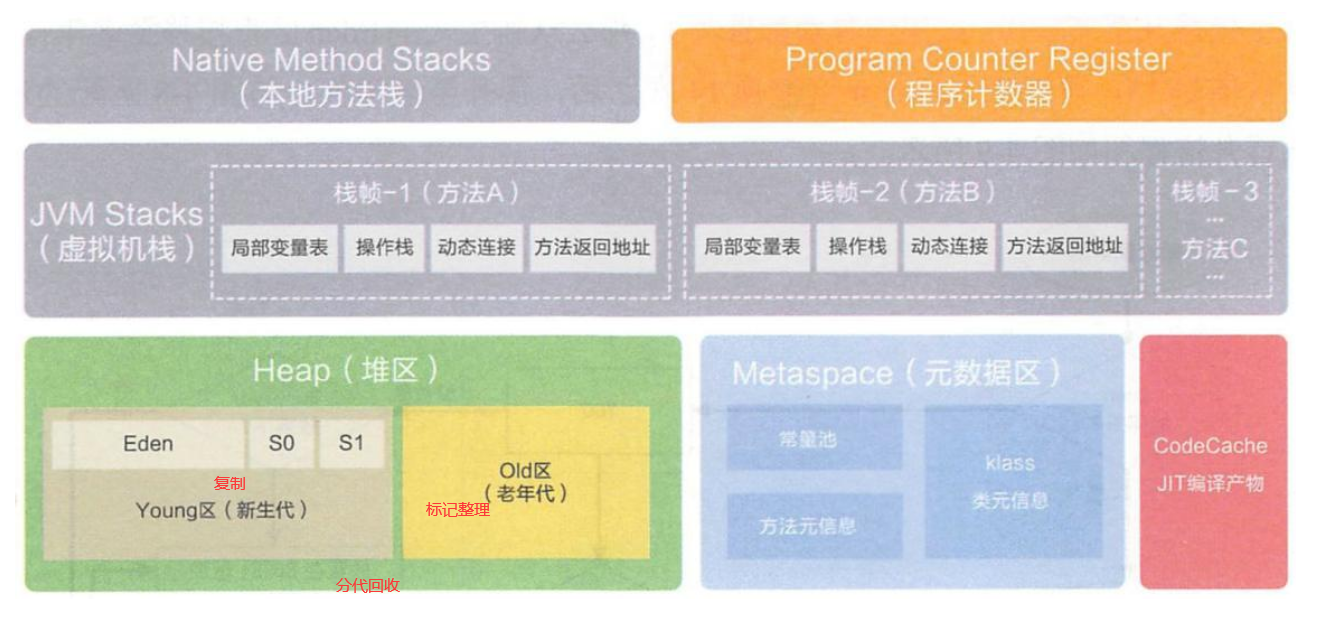 Native Method Stacks
（本地方法栈）
Program Counter Register
（程序计数器）
JVM Stacks
（虚拟机栈）
栈帧-1（方法A）
局部变量表
操作栈
动态连接
方法返回地址
栈帧-2（方法B）
局部变量表
操作栈
动态连接
方法返回地址
栈帧-3
...
方法C
...
Heap（堆区）
Eden
S0
S1
复制
Young区（新生代）
Old区
（老年代）
标记整理
分代回收
Metaspace（元数据区）
常量池
方法元信息
klass
类元信息
CodeCache
JIT编译产物